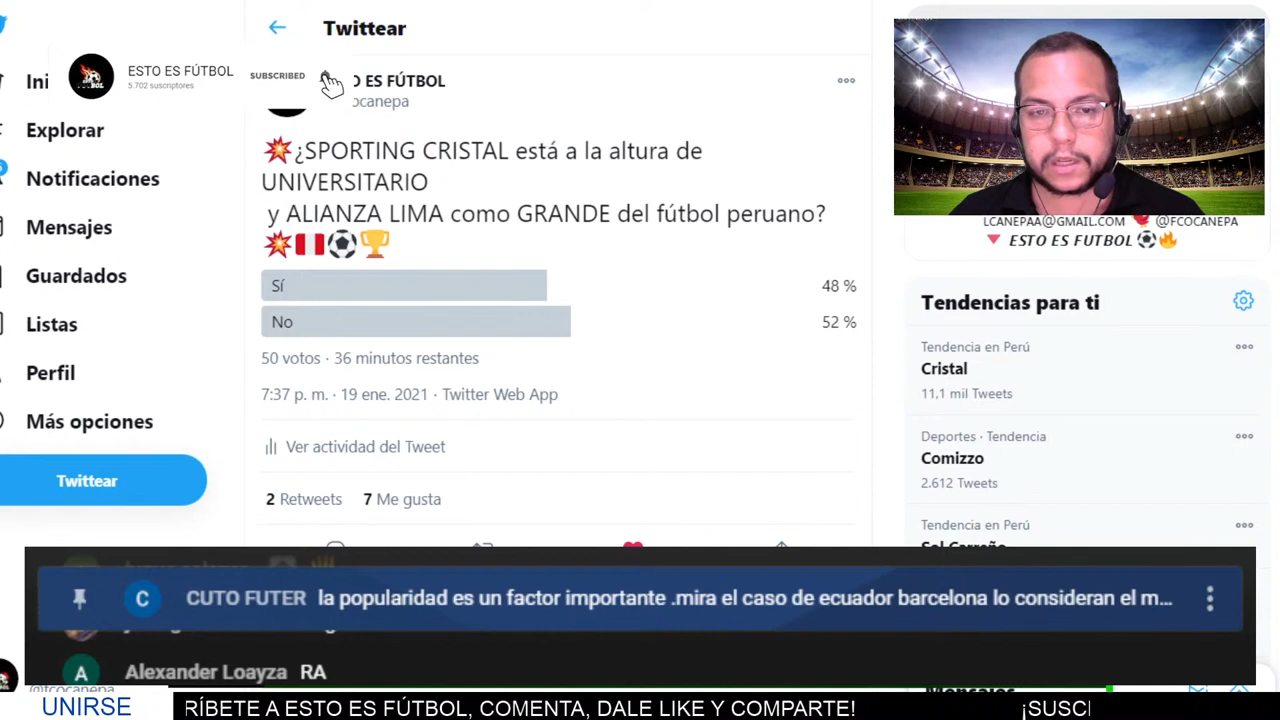 Twittear
ESTO ES FÚTBOL
5.702 suscriptores
SUBSCRIBED
O ES FÚTBOL
ocanepa
Ini
Explorar
Notificaciones
Mensajes
Guardados
Listas
Perfil
Más opciones
Twittear
💥¿SPORTING CRISTAL está a la altura de
UNIVERSITARIO
y ALIANZA LIMA como GRANDE del fútbol peruano?
💥🇵🇪⚽🏆
Sí 48 %
No 52 %
50 votos · 36 minutos restantes
7:37 p. m. · 19 ene. 2021 · Twitter Web App
Ver actividad del Tweet
2 Retweets 7 Me gusta
LCANEPAA@GMAIL.COM @FCOCANEPA
🔻 ESTO ES FUTBOL ⚽🔥
Tendencias para ti
Tendencia en Perú
Cristal
11,1 mil Tweets
Deportes · Tendencia
Comizzo
2.612 Tweets
Tendencia en Perú
Sol Carreño
C CUTO FUTER la popularidad es un factor importante .mira el caso de ecuador barcelona lo consideran el m...
A Alexander Loayza RA
@fcocanepa
Mensajes
UNIRSE RÍBETE A ESTO ES FÚTBOL, COMENTA, DALE LIKE Y COMPARTE! ¡SUSCI